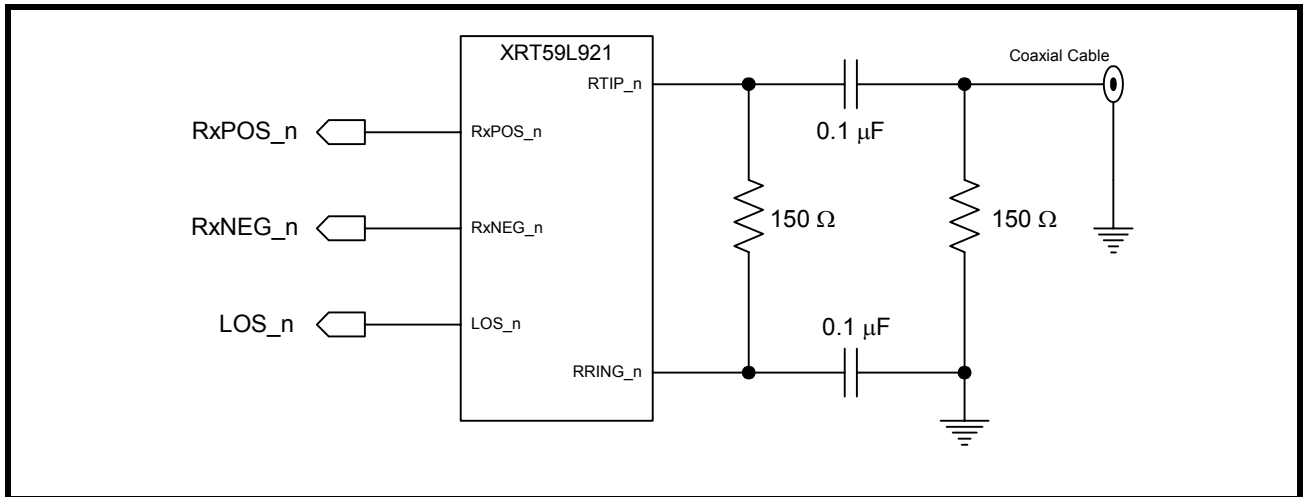 XRT59L921
Coaxial Cable
RTIP_n
0.1 μF
RxPOS_n
RxPOS_n
150 Ω
150 Ω
RxNEG_n
RxNEG_n
LOS_n
LOS_n
0.1 μF
RRING_n